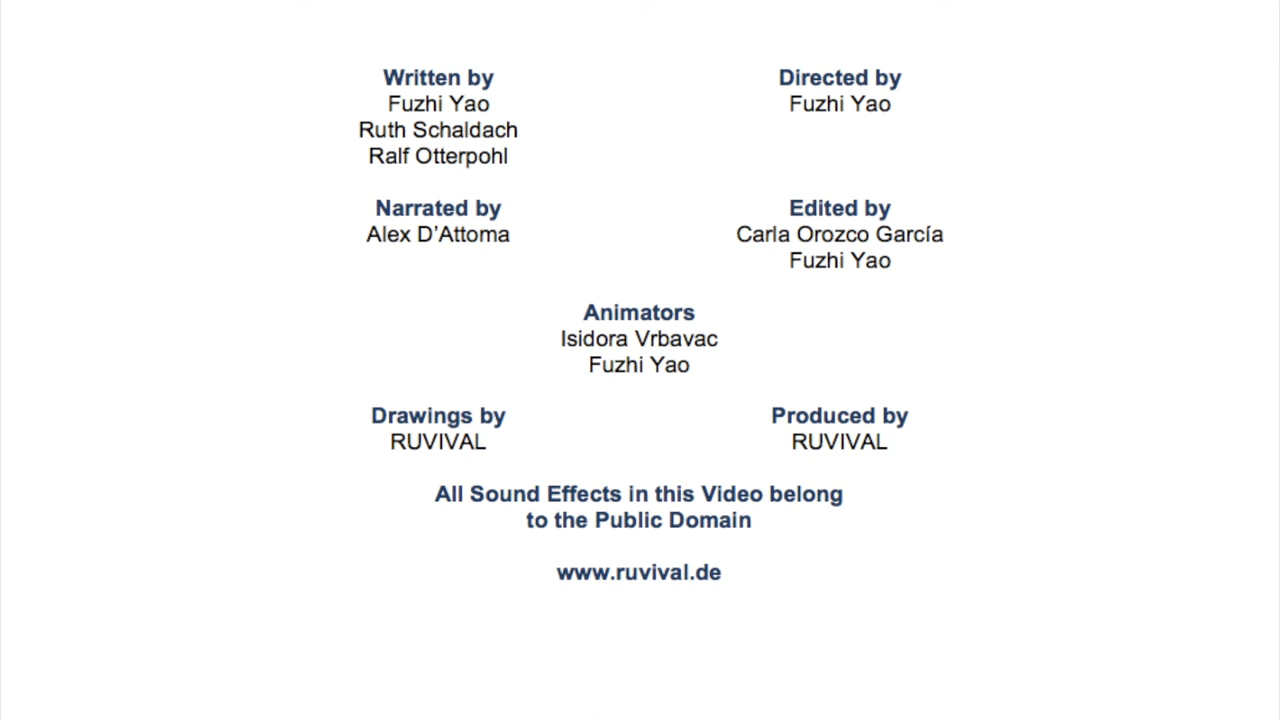 Written by
Fuzhi Yao
Ruth Schaldach
Ralf Otterpohl
Directed by
Fuzhi Yao
Narrated by
Alex D’Attoma
Edited by
Carla Orozco García
Fuzhi Yao
Animators
Isidora Vrbavac
Fuzhi Yao
Drawings by
RUVIVAL
Produced by
RUVIVAL
All Sound Effects in this Video belong
to the Public Domain
www.ruvival.de